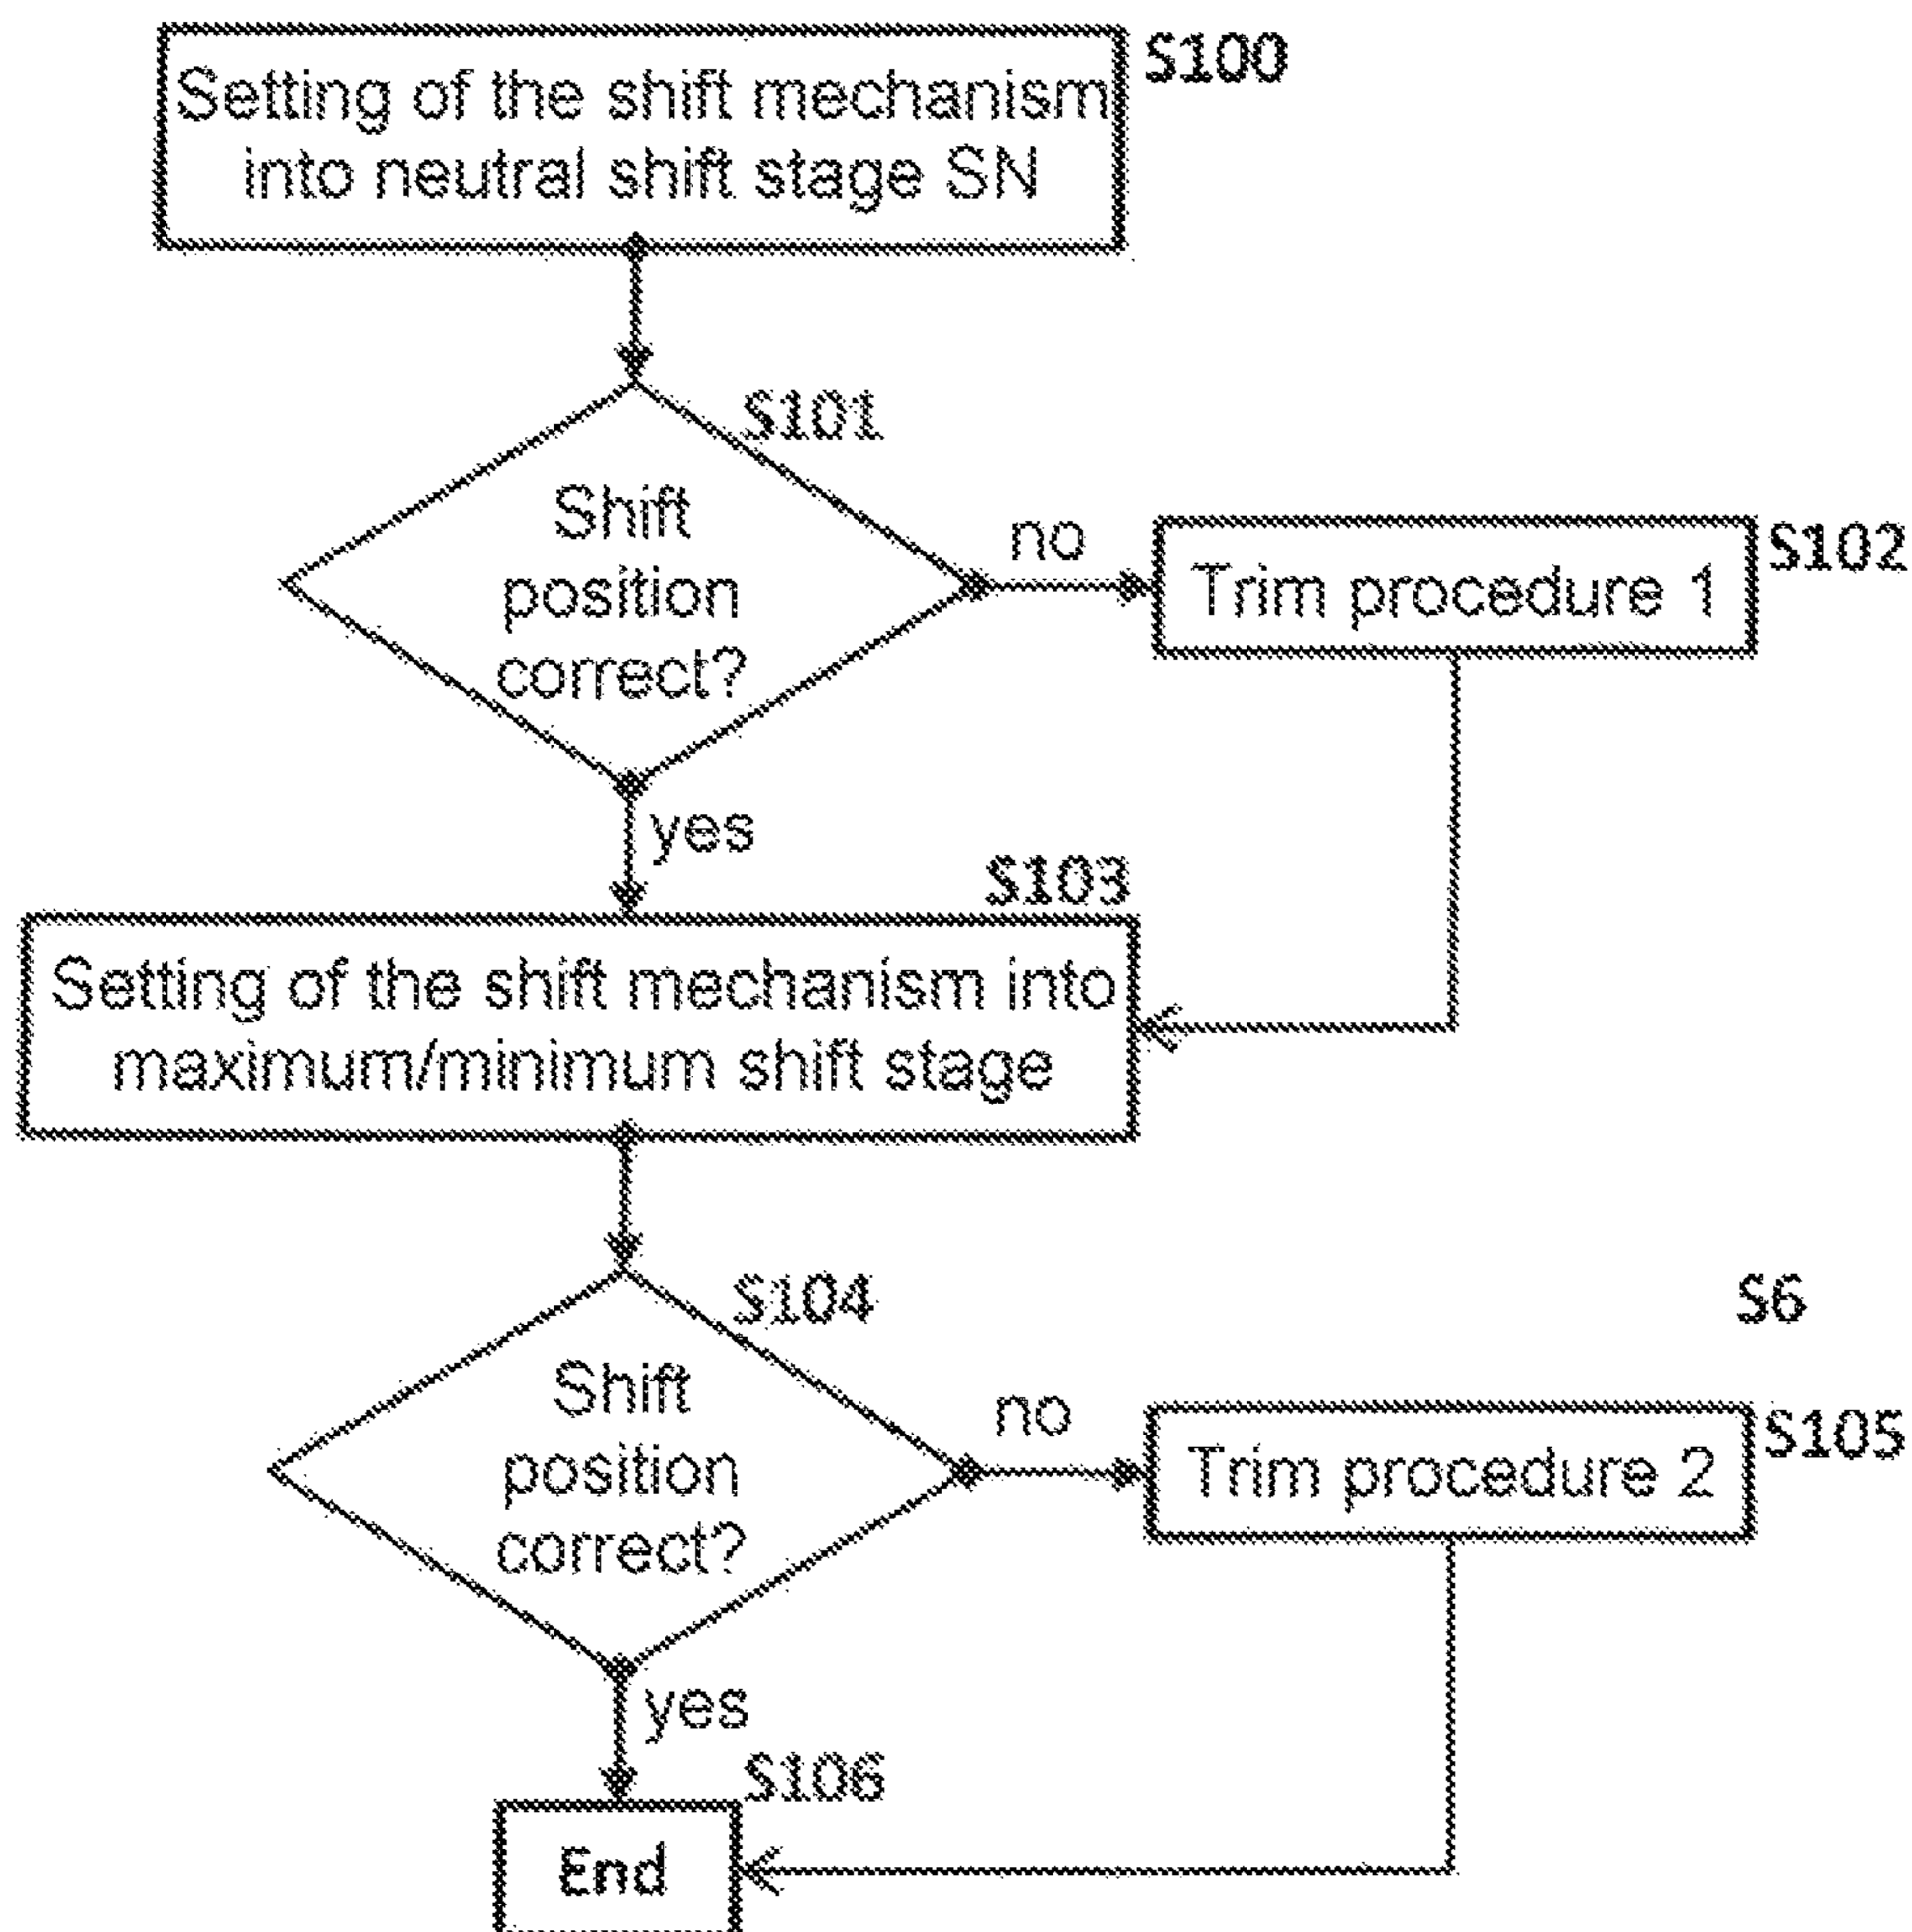 S100
Setting of the shift mechanism
into neutral shift stage SN
S101
Shift
position
correct?
no
Trim procedure 1
S102
yes
S103
Setting of the shift mechanism into
maximum/minimum shift stage
S104
S6
Shift
position
correct?
no
Trim procedure 2
S105
yes
S106
End